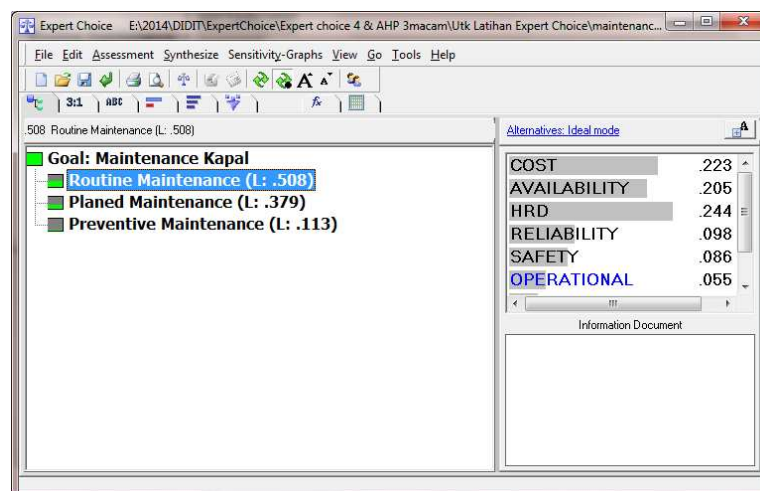 Expert Choice E:\2014\DIDIT\ExpertChoice\Expert choice 4 & AHP 3macam\Utk Latihan Expert Choice\maintenanc...
File Edit Assessment Synthesize Sensitivity-Graphs View Go Tools Help
A A
3:1 ABC fx
.508 Routine Maintenance (L: .508)
Goal: Maintenance Kapal
Routine Maintenance (L: .508)
Planed Maintenance (L: .379)
Preventive Maintenance (L: .113)
Alternatives: Ideal mode
A
COST .223
AVAILABILITY .205
HRD .244
RELIABILITY .098
SAFETY .086
OPERATIONAL .055
Information Document